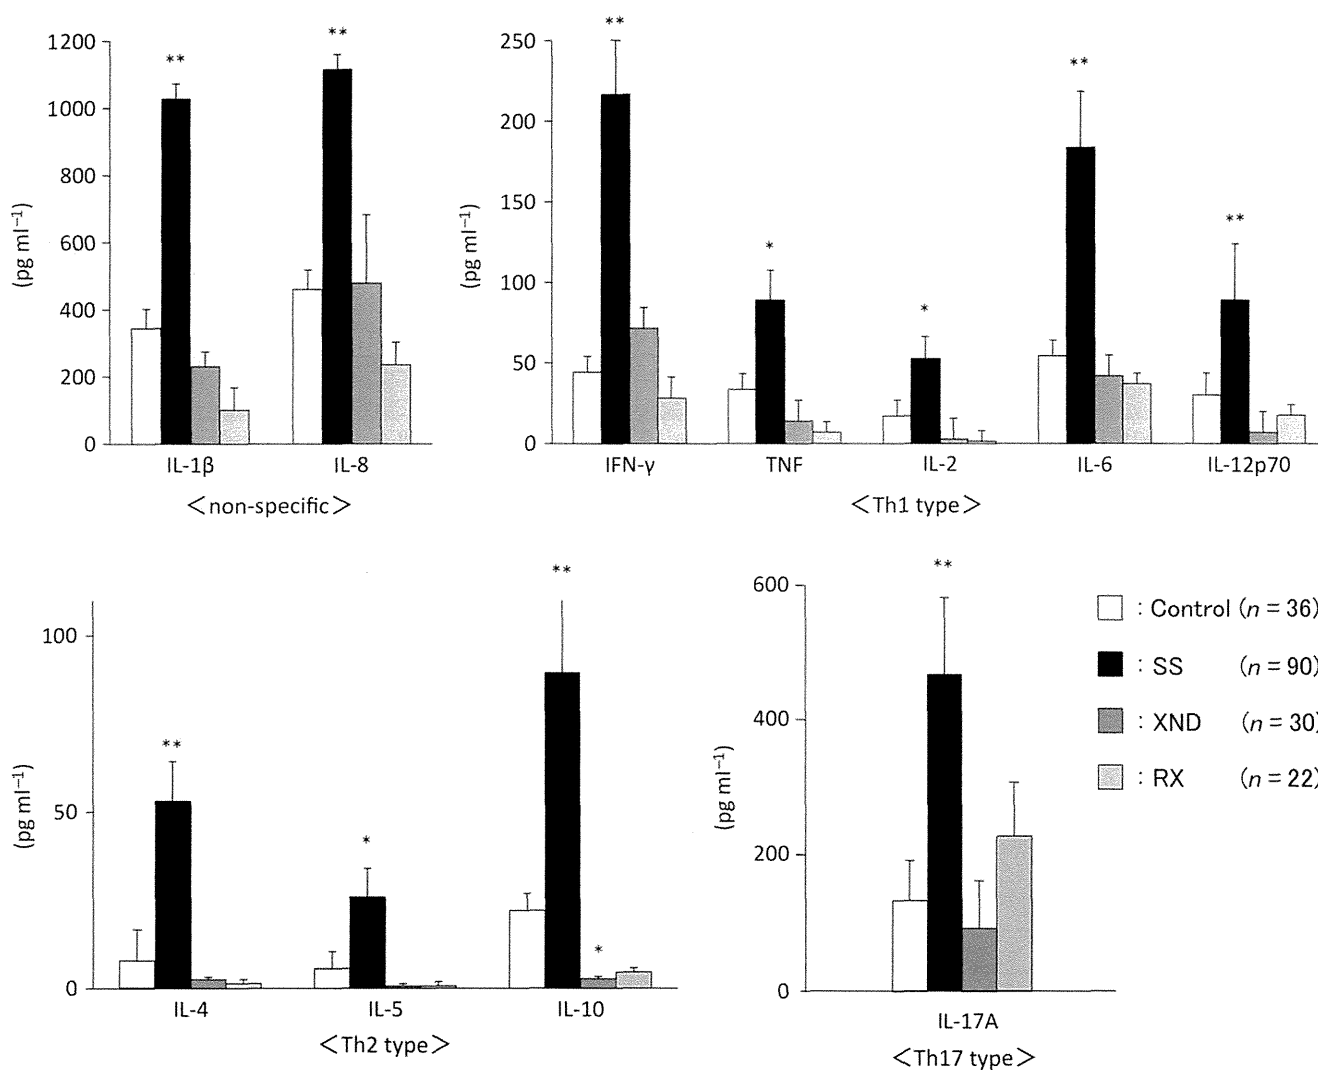 1200
1000
800
600
400
200
0
(pg ml⁻¹)
**
**
IL-1β IL-8
<non-specific>
250
200
150
100
50
0
(pg ml⁻¹)
**
*
*
**
**
IFN-γ TNF IL-2 IL-6 IL-12p70
<Th1 type>
100
50
0
(pg ml⁻¹)
**
*
**
*
IL-4 IL-5 IL-10
<Th2 type>
600
400
200
0
(pg ml⁻¹)
**
IL-17A
<Th17 type>
: Control (n = 36)
: SS (n = 90)
: XND (n = 30)
: RX (n = 22)